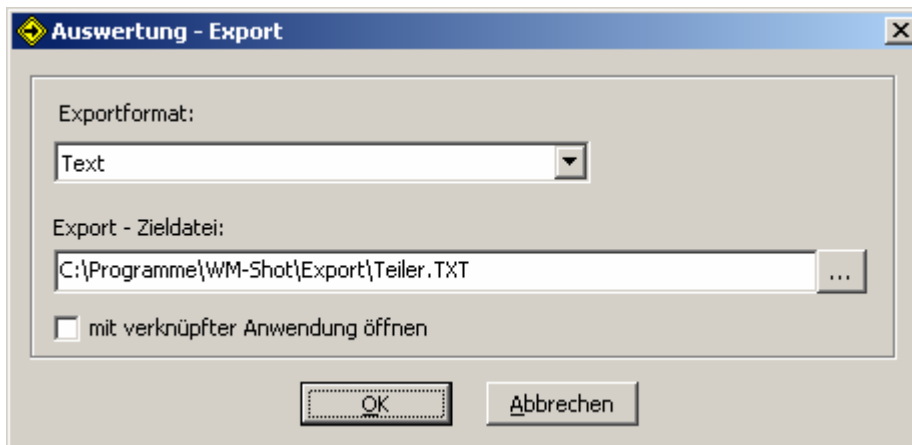 Auswertung - Export
Exportformat:
Text
Export - Zieldatei:
C:\Programme\WM-Shot\Export\Teiler.TXT
...
mit verknüpfter Anwendung öffnen
OK
Abbrechen